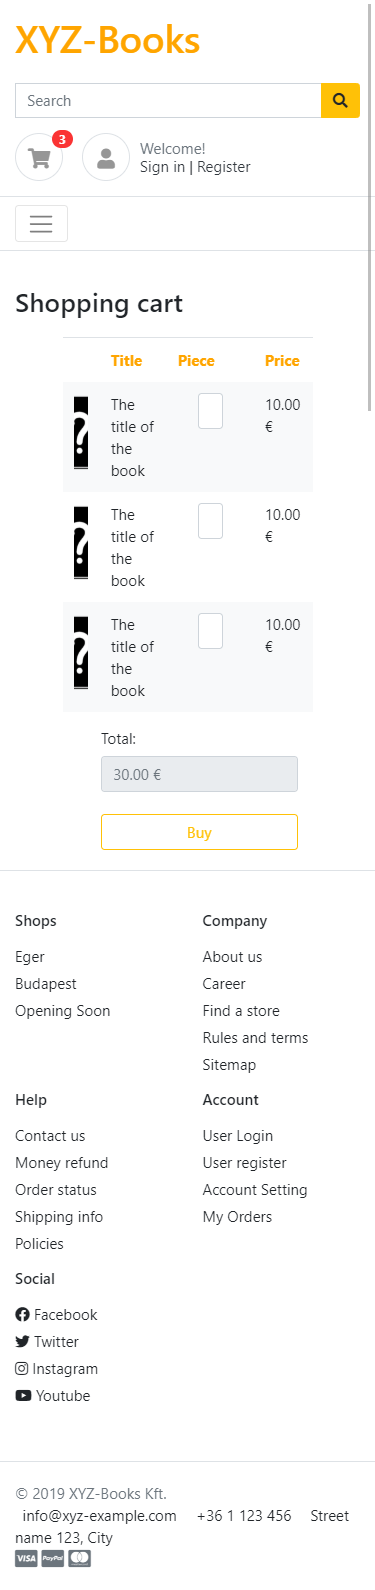 XYZ-Books
Search
3
Welcome!
Sign in | Register
Shopping cart
Title Piece Price
The title of the book 10.00 €
The title of the book 10.00 €
The title of the book 10.00 €
Total:
30.00 €
Buy
Shops
Eger
Budapest
Opening Soon
Company
About us
Career
Find a store
Rules and terms
Sitemap
Help
Contact us
Money refund
Order status
Shipping info
Policies
Account
User Login
User register
Account Setting
My Orders
Social
Facebook
Twitter
Instagram
Youtube
© 2019 XYZ-Books Kft.
info@xyz-example.com +36 1 123 456 Street
name 123, City
VISA PayPal